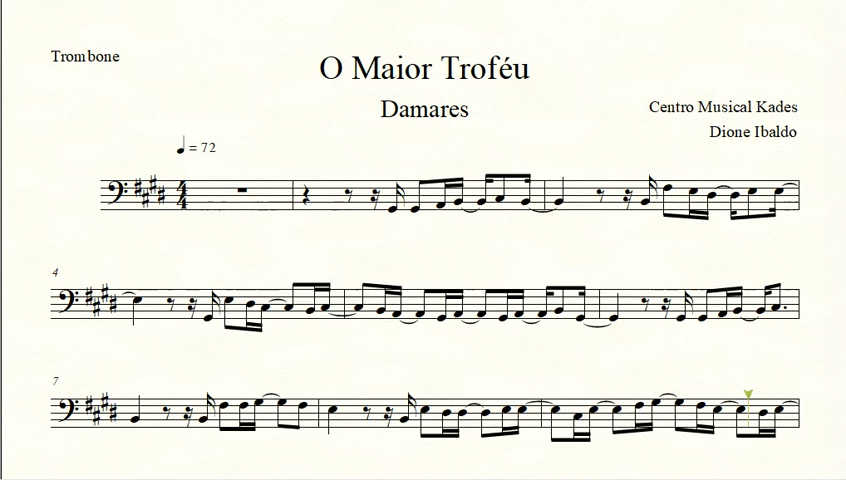 Trombone
O Maior Troféu
Damares
Centro Musical Kades
Dione Ibaldo
= 72
4
7